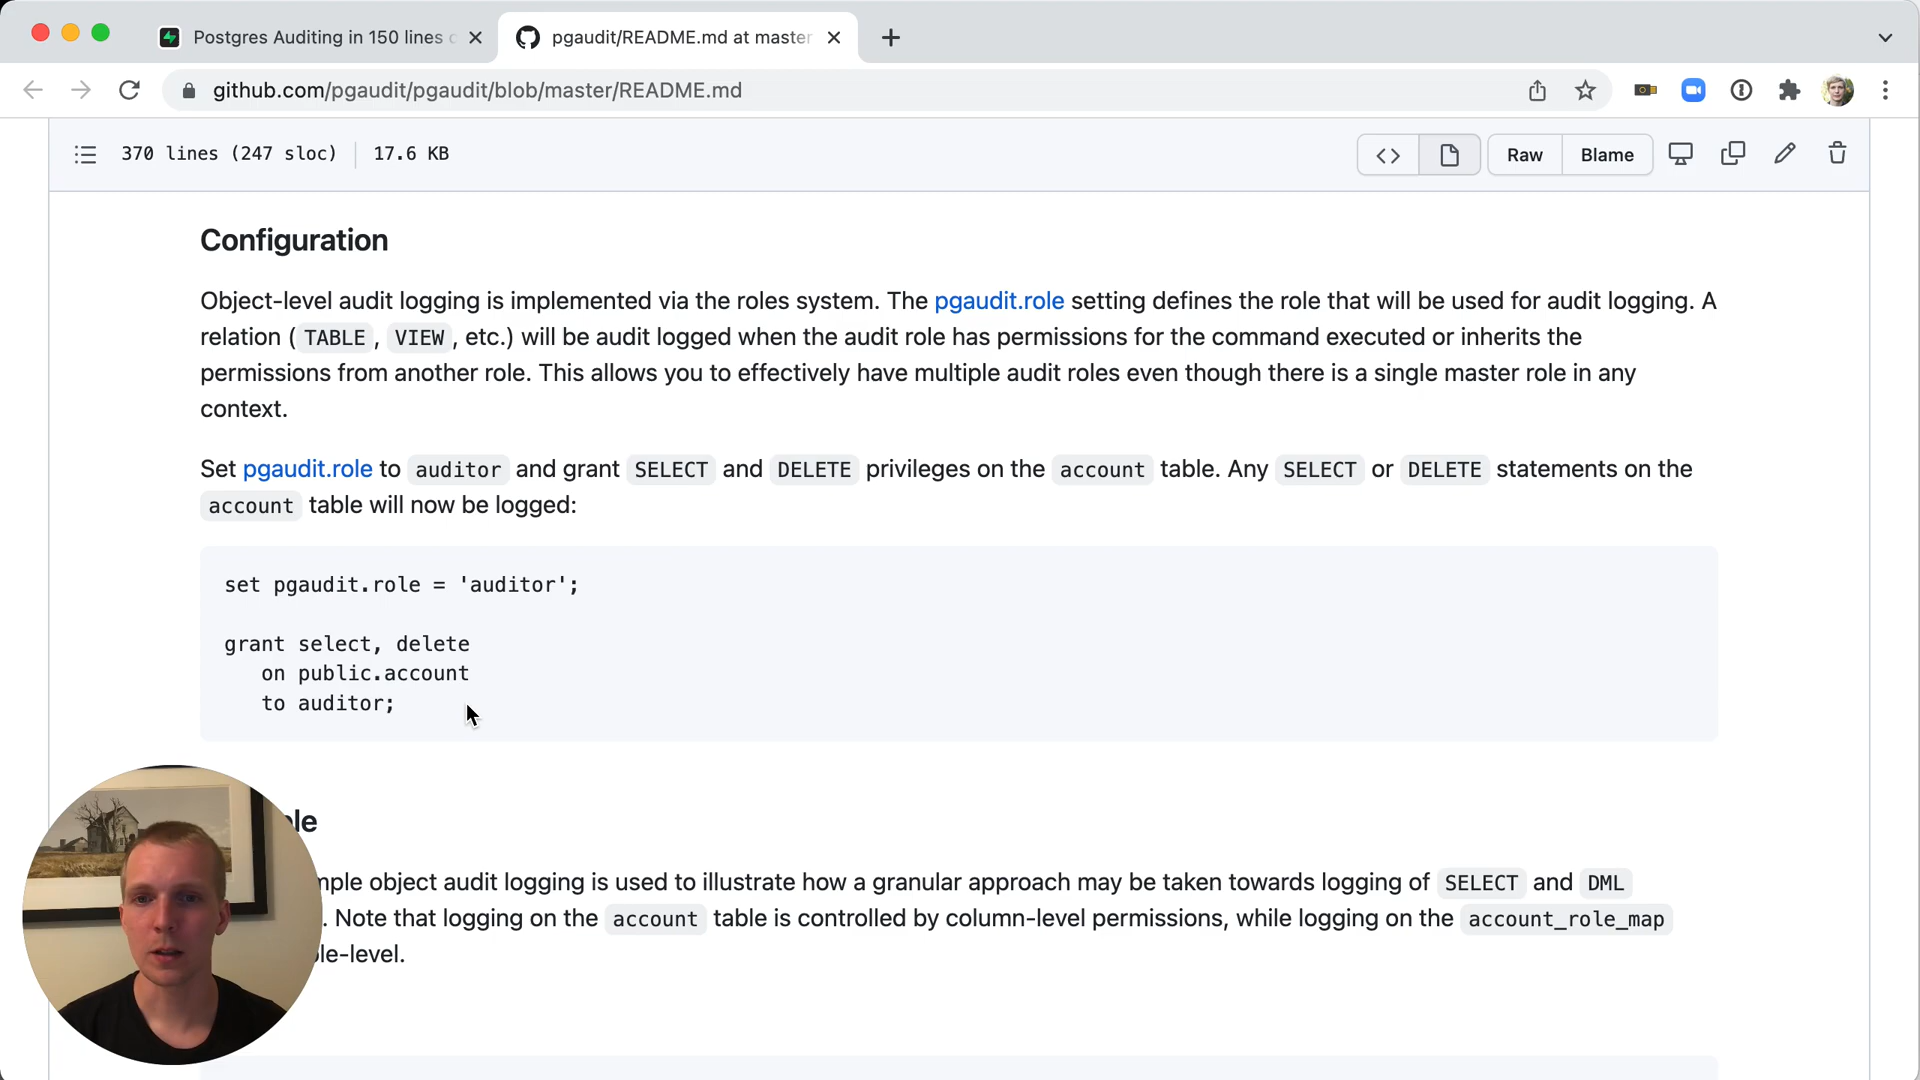 Postgres Auditing in 150 lines
pgaudit/README.md at master
github.com/pgaudit/pgaudit/blob/master/README.md
370 lines (247 sloc) 17.6 KB
<> Raw Blame
Configuration
Object-level audit logging is implemented via the roles system. The pgaudit.role setting defines the role that will be used for audit logging. A
relation ( TABLE , VIEW , etc.) will be audit logged when the audit role has permissions for the command executed or inherits the
permissions from another role. This allows you to effectively have multiple audit roles even though there is a single master role in any
context.
Set pgaudit.role to auditor and grant SELECT and DELETE privileges on the account table. Any SELECT or DELETE statements on the
account table will now be logged:
set pgaudit.role = 'auditor';
grant select, delete
on public.account
to auditor;
le
mple object audit logging is used to illustrate how a granular approach may be taken towards logging of SELECT and DML
. Note that logging on the account table is controlled by column-level permissions, while logging on the account_role_map
ble-level.